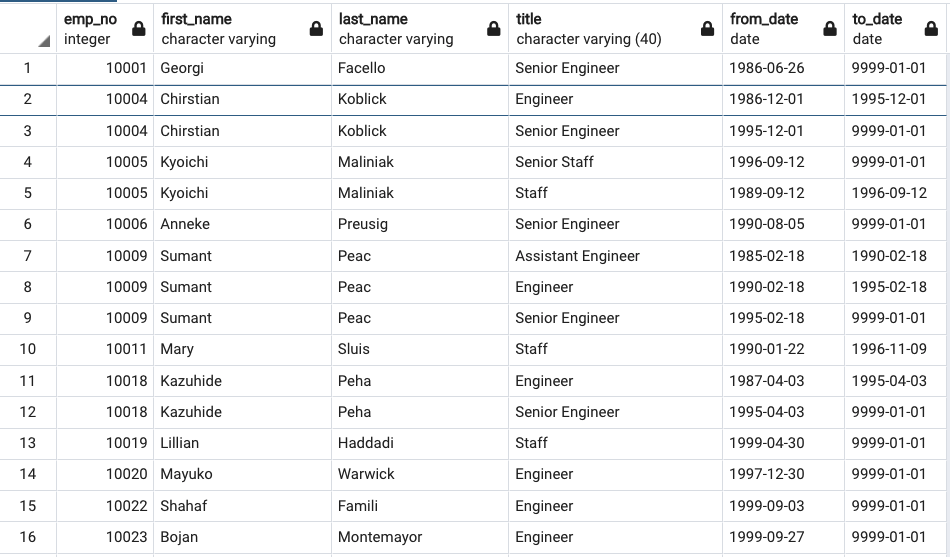 emp_no first_name last_name title from_date to_date
integer character varying character varying character varying (40) date date
1 10001 Georgi Facello Senior Engineer 1986-06-26 9999-01-01
2 10004 Chirstian Koblick Engineer 1986-12-01 1995-12-01
3 10004 Chirstian Koblick Senior Engineer 1995-12-01 9999-01-01
4 10005 Kyoichi Maliniak Senior Staff 1996-09-12 9999-01-01
5 10005 Kyoichi Maliniak Staff 1989-09-12 1996-09-12
6 10006 Anneke Preusig Senior Engineer 1990-08-05 9999-01-01
7 10009 Sumant Peac Assistant Engineer 1985-02-18 1990-02-18
8 10009 Sumant Peac Engineer 1990-02-18 1995-02-18
9 10009 Sumant Peac Senior Engineer 1995-02-18 9999-01-01
10 10011 Mary Sluis Staff 1990-01-22 1996-11-09
11 10018 Kazuhide Peha Engineer 1987-04-03 1995-04-03
12 10018 Kazuhide Peha Senior Engineer 1995-04-03 9999-01-01
13 10019 Lillian Haddadi Staff 1999-04-30 9999-01-01
14 10020 Mayuko Warwick Engineer 1997-12-30 9999-01-01
15 10022 Shahaf Famili Engineer 1999-09-03 9999-01-01
16 10023 Bojan Montemayor Engineer 1999-09-27 9999-01-01